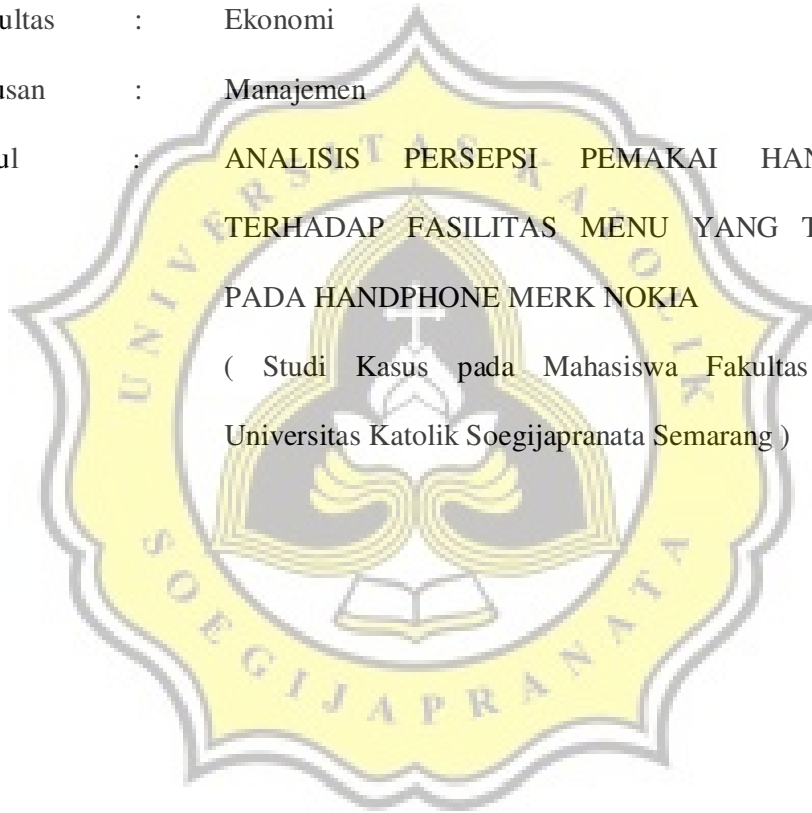 ultas : Ekonomi
usan : Manajemen
ul : ANALISIS PERSEPSI PEMAKAI HAN
TERHADAP FASILITAS MENU YANG T
PADA HANDPHONE MERK NOKIA
( Studi Kasus pada Mahasiswa Fakultas
Universitas Katolik Soegijapranata Semarang )
UNIVERSITAS KATOLIK
SOEGIJAPRANATA